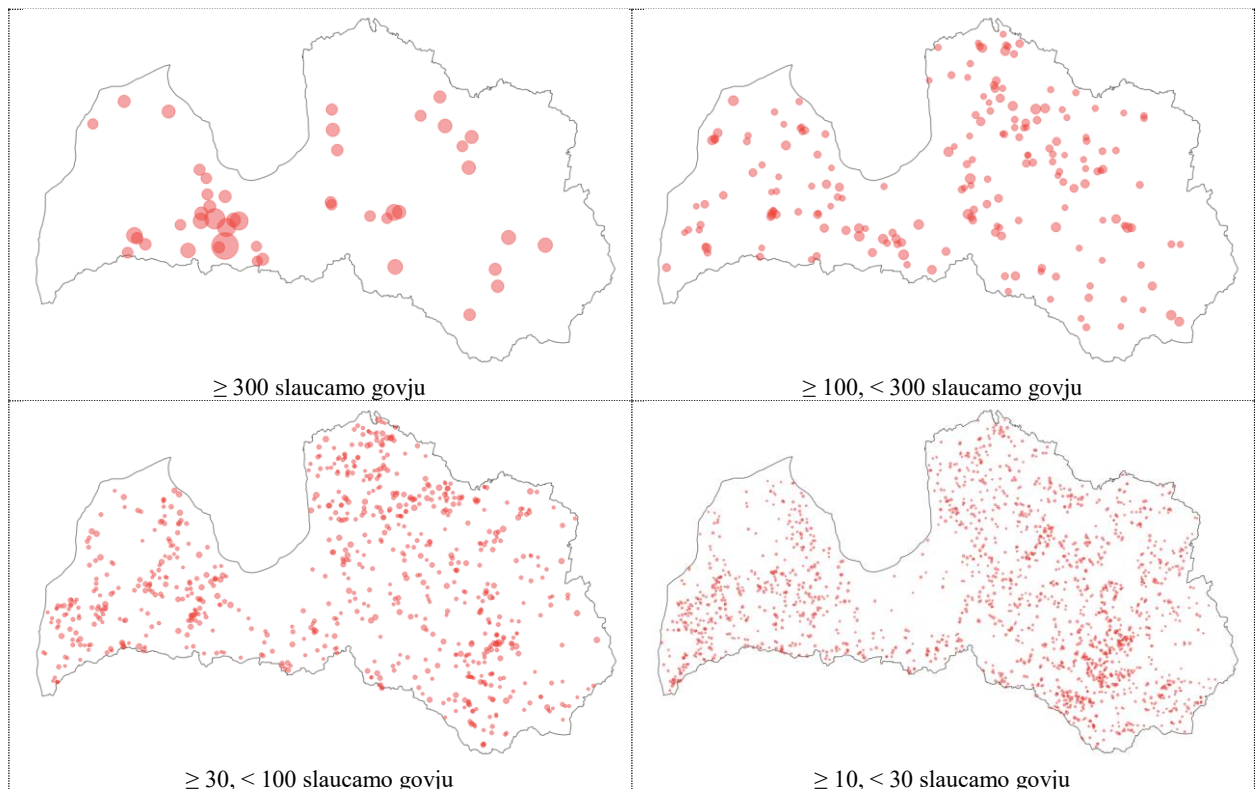 ≥ 300 slaucamo govju
≥ 100, < 300 slaucamo govju
≥ 30, < 100 slaucamo govju
≥ 10, < 30 slaucamo govju